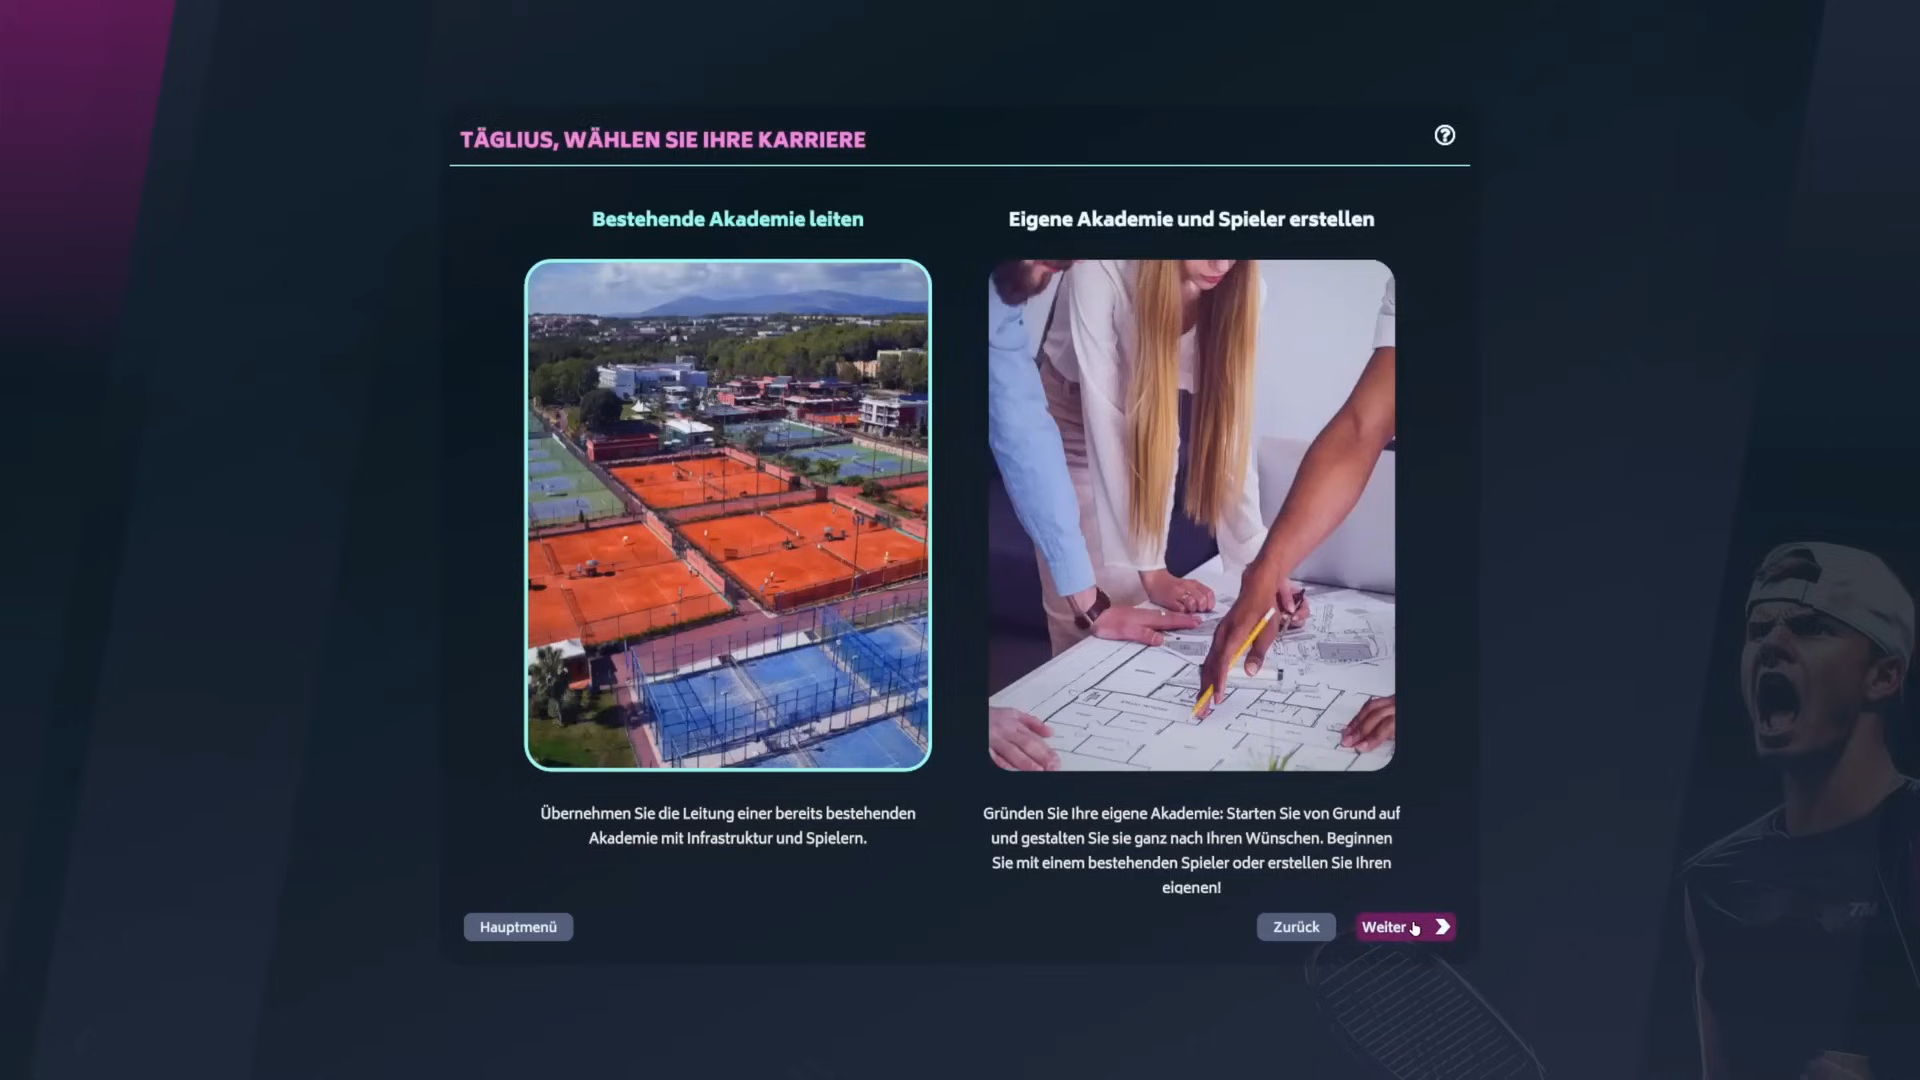 TÄGLIUS, WÄHLEN SIE IHRE KARRIERE
Bestehende Akademie leiten
Eigene Akademie und Spieler erstellen
Übernehmen Sie die Leitung einer bereits bestehenden
Akademie mit Infrastruktur und Spielern.
Gründen Sie Ihre eigene Akademie: Starten Sie von Grund auf
und gestalten Sie sie ganz nach Ihren Wünschen. Beginnen
Sie mit einem bestehenden Spieler oder erstellen Sie Ihren
eigenen!
Hauptmenü
Zurück
Weiter